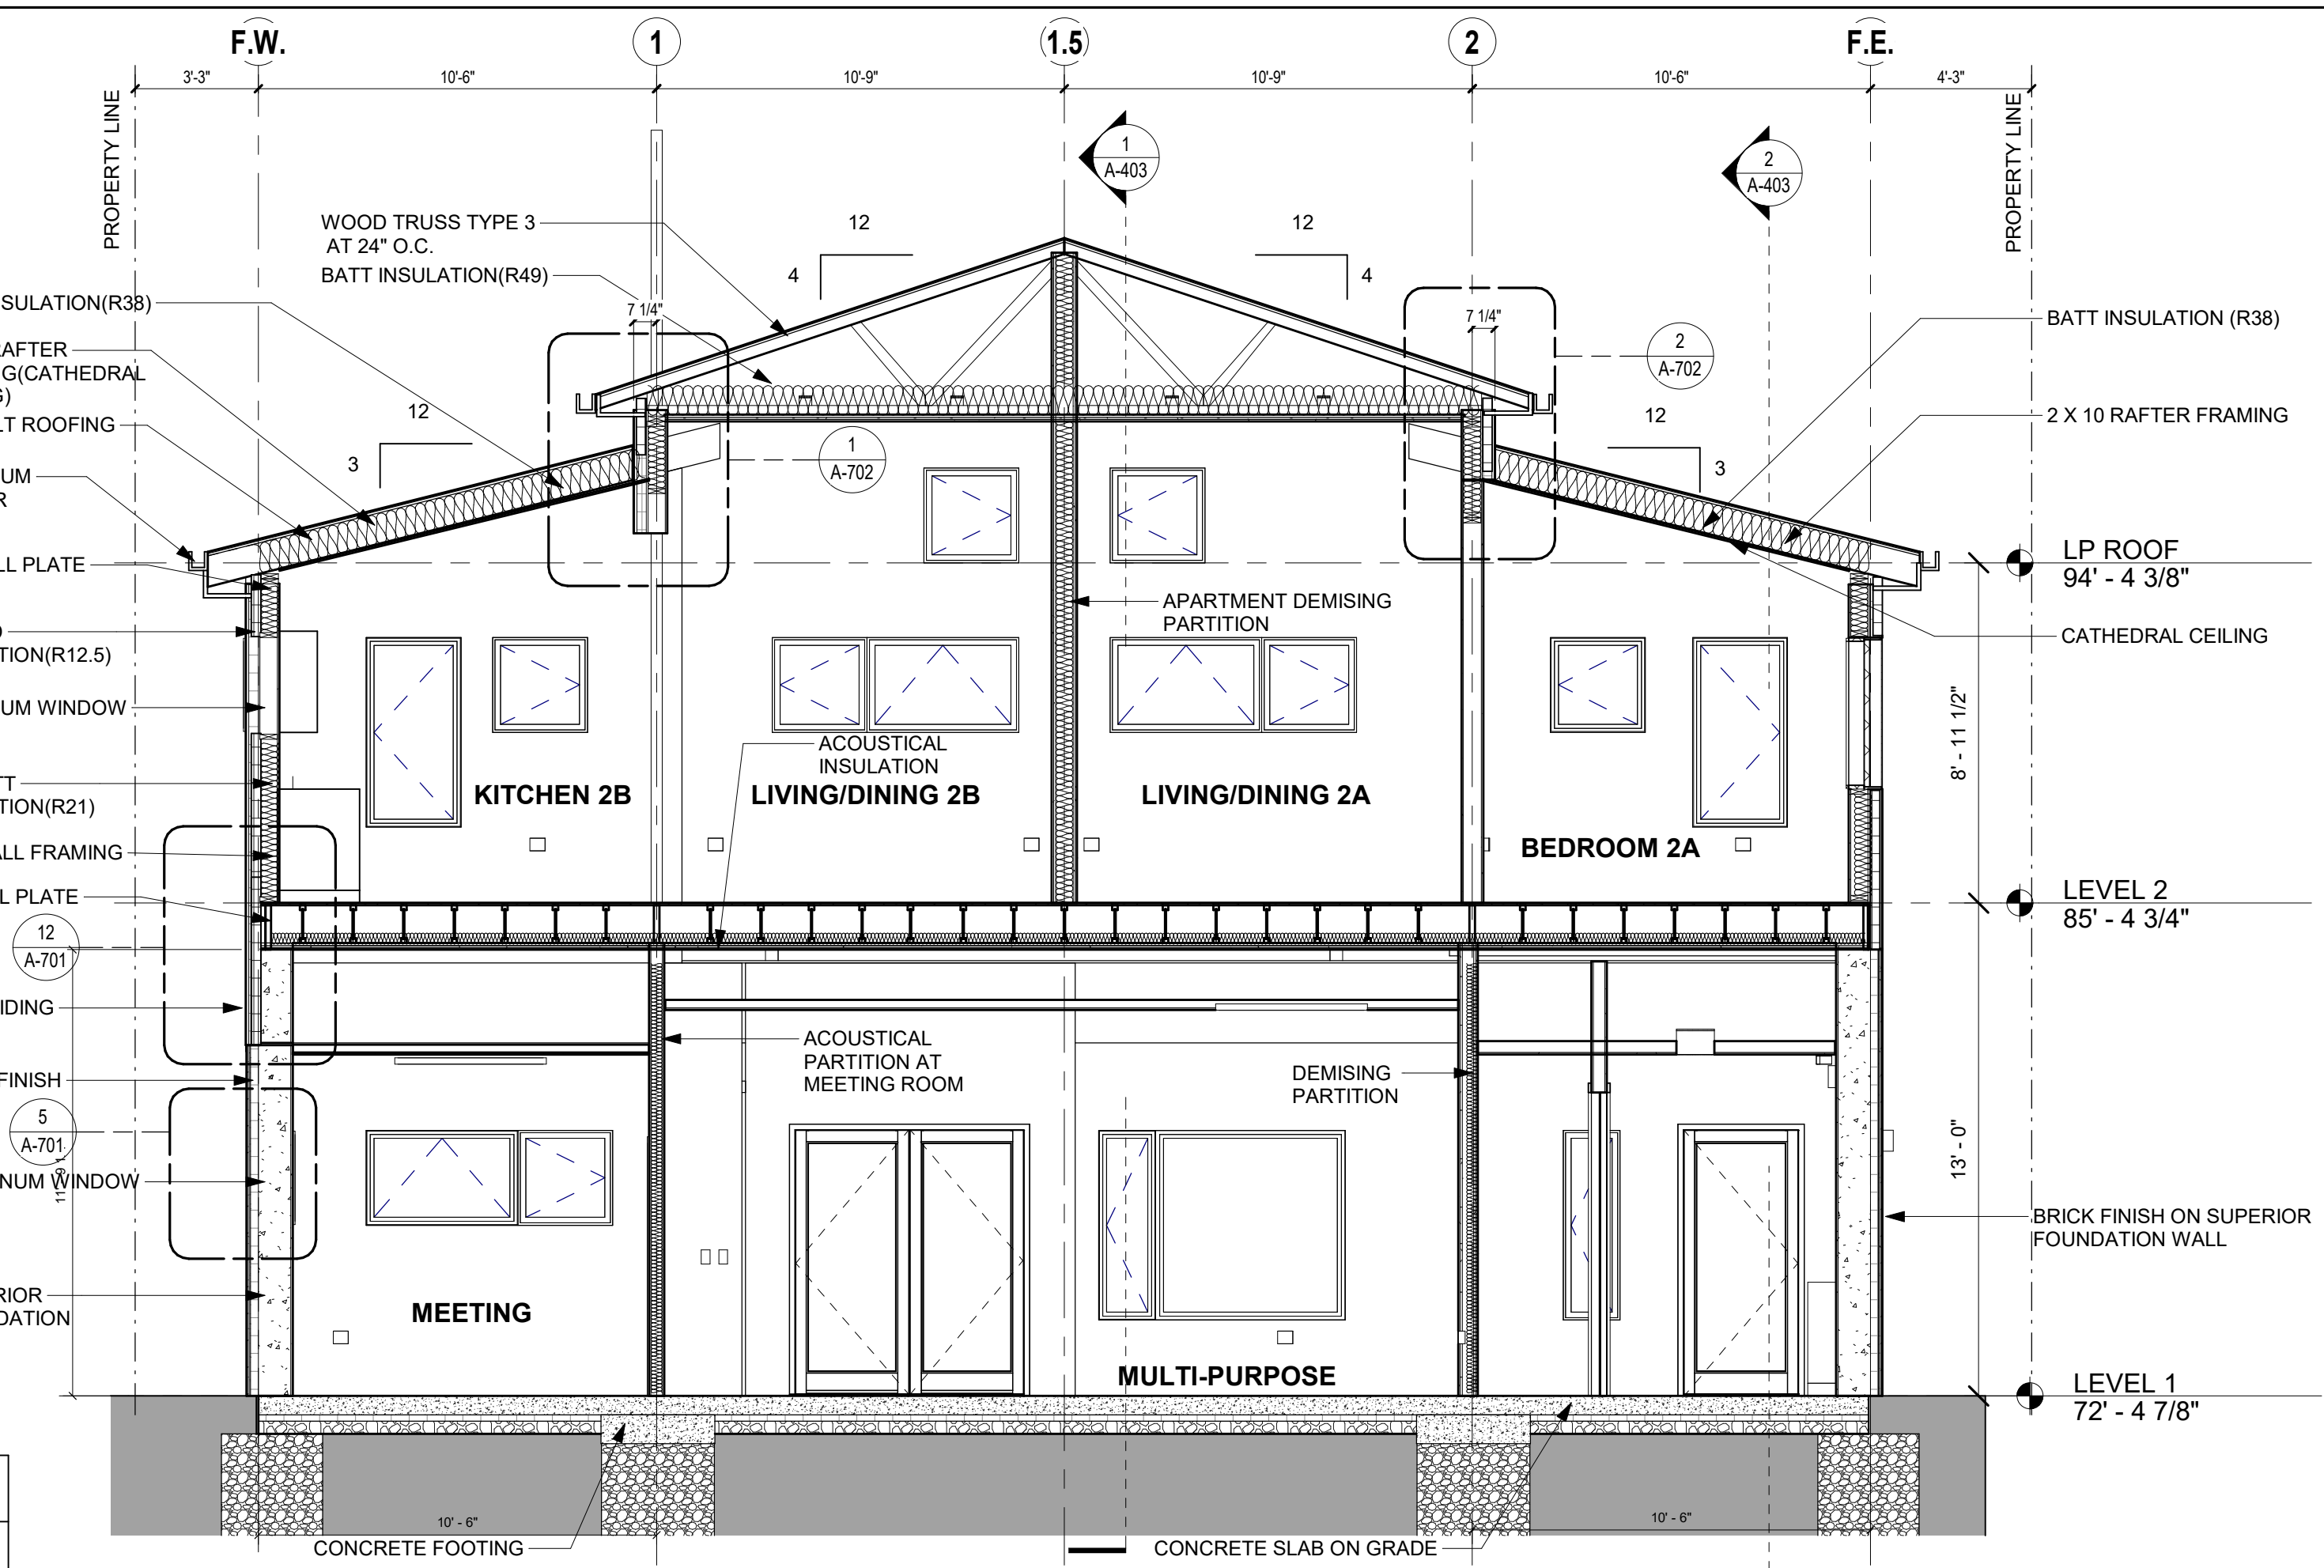 F.W.
1
1.5
2
F.E.
3'-3"
10'-6"
10'-9"
10'-9"
10'-6"
4'-3"
PROPERTY LINE
PROPERTY LINE
1
A-403
2
A-403
WOOD TRUSS TYPE 3
AT 24" O.C.
BATT INSULATION(R49)
12
4
12
4
7 1/4"
7 1/4"
SULATION(R38)
AFTER
G(CATHEDRAL
G)
LT ROOFING
12
3
UM
R
LL PLATE
TION(R12.5)
UM WINDOW
TT
TION(R21)
ALL FRAMING
L PLATE
12
A-701
IDING
FINISH
5
A-701
NUM WINDOW
RIOR
DATION
1
A-702
2
A-702
12
3
BATT INSULATION (R38)
2 X 10 RAFTER FRAMING
LP ROOF
94' - 4 3/8"
CATHEDRAL CEILING
APARTMENT DEMISING
PARTITION
8' - 11 1/2"
ACOUSTICAL
INSULATION
KITCHEN 2B
LIVING/DINING 2B
LIVING/DINING 2A
BEDROOM 2A
LEVEL 2
85' - 4 3/4"
ACOUSTICAL
PARTITION AT
MEETING ROOM
DEMISING
PARTITION
13' - 0"
BRICK FINISH ON SUPERIOR
FOUNDATION WALL
MEETING
MULTI-PURPOSE
LEVEL 1
72' - 4 7/8"
10' - 6"
10' - 6"
CONCRETE FOOTING
CONCRETE SLAB ON GRADE